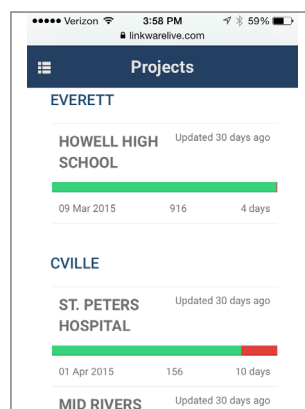 Verizon 3:58 PM 59%
linkwarelive.com
Projects
EVERETT
HOWELL HIGH SCHOOL Updated 30 days ago
09 Mar 2015 916 4 days
CVILLE
ST. PETERS HOSPITAL Updated 30 days ago
01 Apr 2015 156 10 days
MID RIVERS Updated 30 days ago